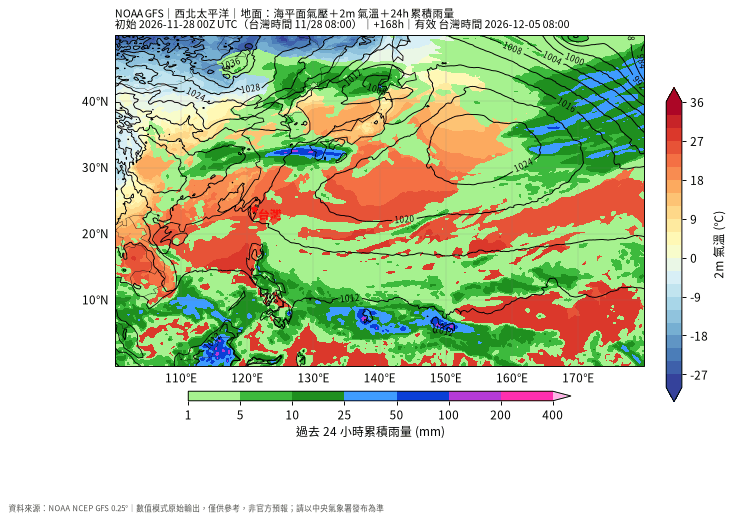 NOAA GFS｜西北太平洋｜地面：海平面氣壓＋2m 氣溫＋24h 累積雨量
初始 2026-11-28 00Z UTC（台灣時間 11/28 08:00）｜+168h｜有效 台灣時間 2026-12-05 08:00
40°N
30°N
20°N
10°N
110°E 120°E 130°E 140°E 150°E 160°E 170°E
1036
1024
1028
1008
1004
1000
1016
1024
1020
1012
台灣
36
27
18
9
0
-9
-18
-27
2m 氣溫 (°C)
1 5 10 25 50 100 200 400
過去 24 小時累積雨量 (mm)
資料來源：NOAA NCEP GFS 0.25°｜數值模式原始輸出，僅供參考，非官方預報；請以中央氣象署發布為準